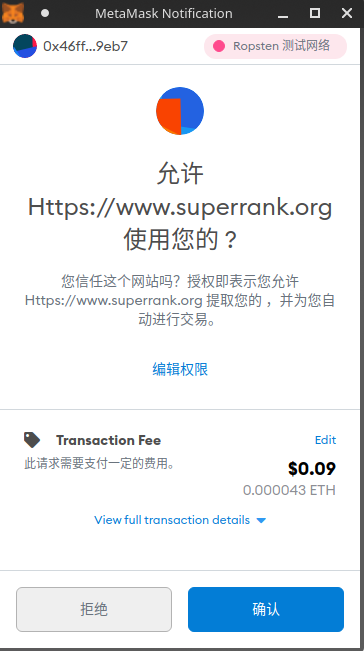 MetaMask Notification
0x46ff...9eb7
Ropsten 测试网络
允许
Https://www.superrank.org
使用您的？
您信任这个网站吗？授权即表示您允许
Https://www.superrank.org 提取您的 ，并为您自
动进行交易。
编辑权限
Transaction Fee
Edit
此请求需要支付一定的费用。
$0.09
0.000043 ETH
View full transaction details
拒绝
确认